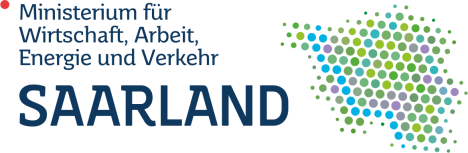 Ministerium für
Wirtschaft, Arbeit,
Energie und Verkehr
SAARLAND